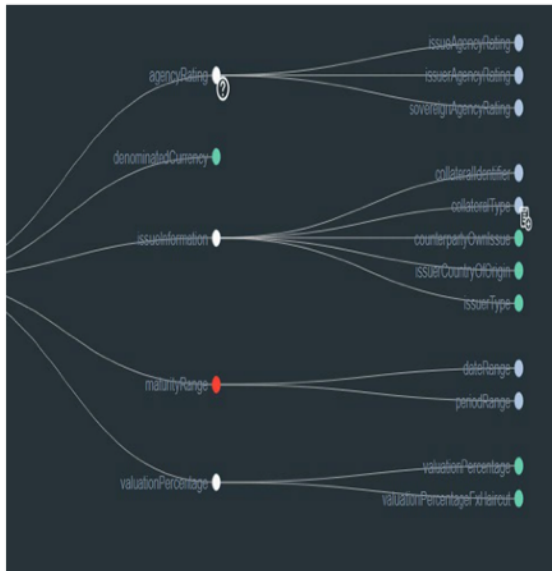 issueAgencyRating
agencyRating
issuerAgencyRating
?
sovereignAgencyRating
denominatedCurrency
collateralIdentifier
collateralType
issueInformation
counterpartyOwnIssue
issuerCountryOfOrigin
issuerType
maturityRange
dateRange
periodRange
valuationPercentage
valuationPercentage
valuationPercentageFxHaircut